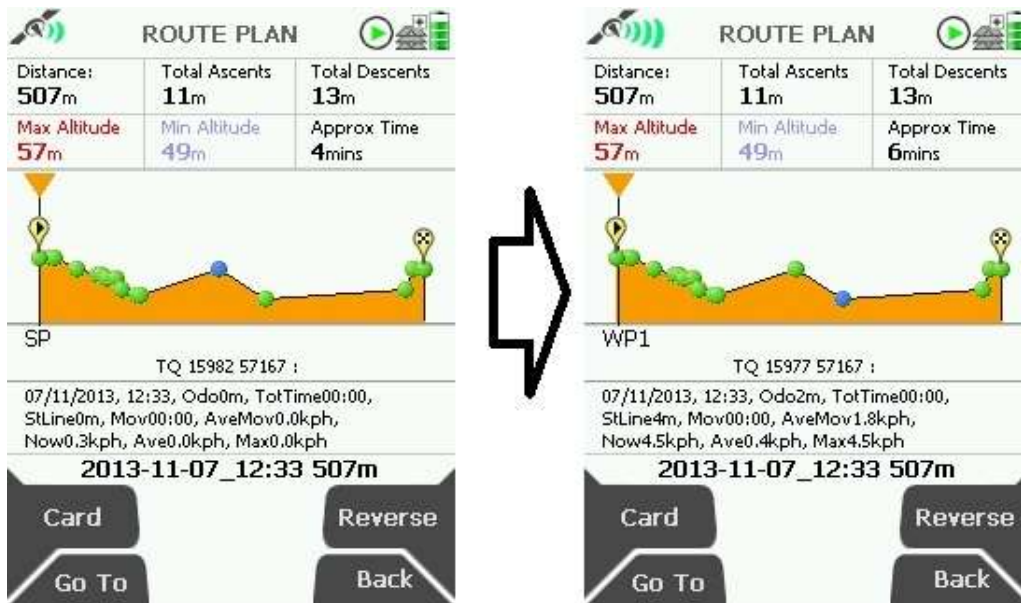 ROUTE PLAN
Distance: Total Ascents Total Descents
507m 11m 13m
Max Altitude Min Altitude Approx Time
57m 49m 4mins
SP
TQ 15982 57167 :
07/11/2013, 12:33, Odo0m, TotTime00:00,
StLine0m, Mov00:00, AveMov0.0kph,
Now0.3kph, Ave0.0kph, Max0.0kph
2013-11-07_12:33 507m
Card Reverse
Go To Back
ROUTE PLAN
Distance: Total Ascents Total Descents
507m 11m 13m
Max Altitude Min Altitude Approx Time
57m 49m 6mins
WP1
TQ 15977 57167 :
07/11/2013, 12:33, Odo2m, TotTime00:00,
StLine4m, Mov00:00, AveMov1.8kph,
Now4.5kph, Ave0.4kph, Max4.5kph
2013-11-07_12:33 507m
Card Reverse
Go To Back